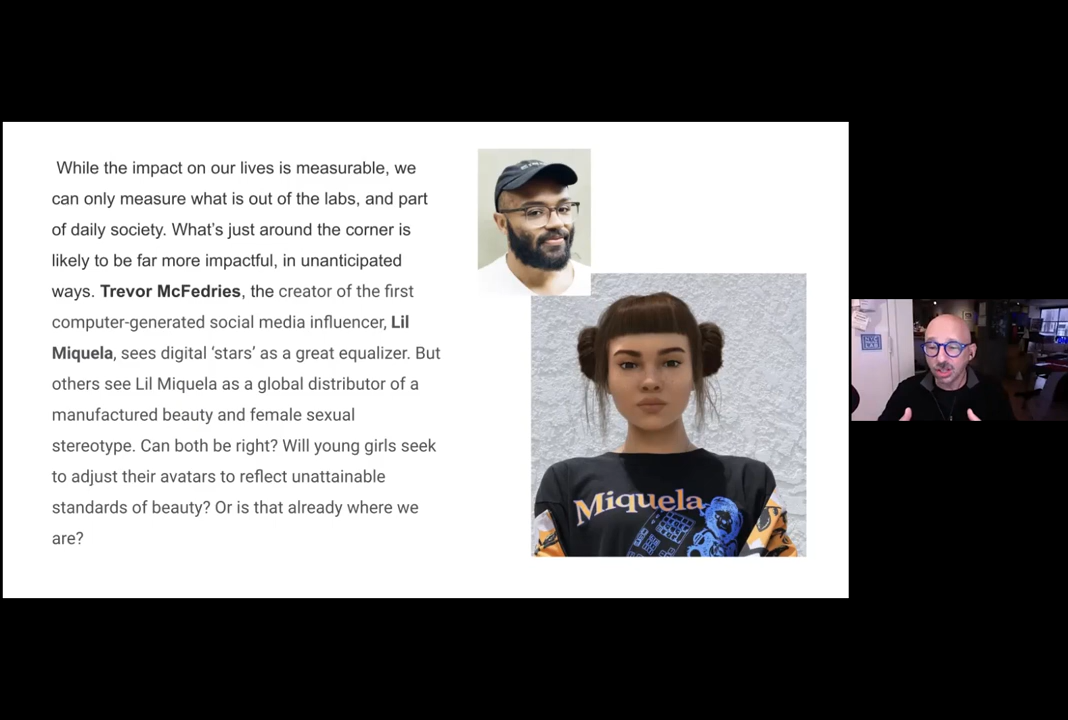 While the impact on our lives is measurable, we
can only measure what is out of the labs, and part
of daily society. What’s just around the corner is
likely to be far more impactful, in unanticipated
ways. Trevor McFedries, the creator of the first
computer-generated social media influencer, Lil
Miquela, sees digital ‘stars’ as a great equalizer. But
others see Lil Miquela as a global distributor of a
manufactured beauty and female sexual
stereotype. Can both be right? Will young girls seek
to adjust their avatars to reflect unattainable
standards of beauty? Or is that already where we
are?
Miquela